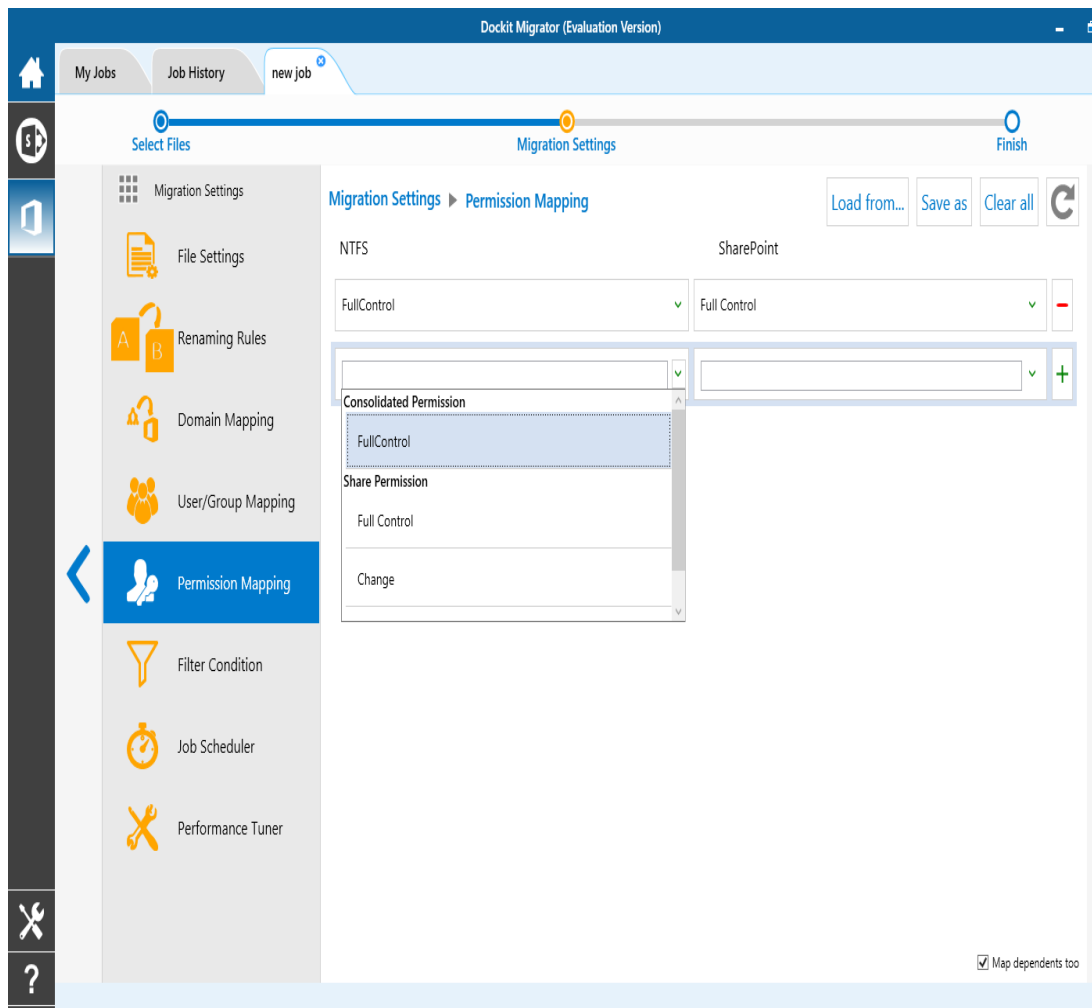 Dockit Migrator (Evaluation Version)
My Jobs
Job History
new job
Select Files
Migration Settings
Finish
Migration Settings
File Settings
A
B
Renaming Rules
Domain Mapping
User/Group Mapping
Permission Mapping
Filter Condition
Job Scheduler
Performance Tuner
Migration Settings Permission Mapping
Load from...
Save as
Clear all
NTFS
SharePoint
FullControl
Full Control
Consolidated Permission
FullControl
Share Permission
Full Control
Change
Map dependents too
S
?